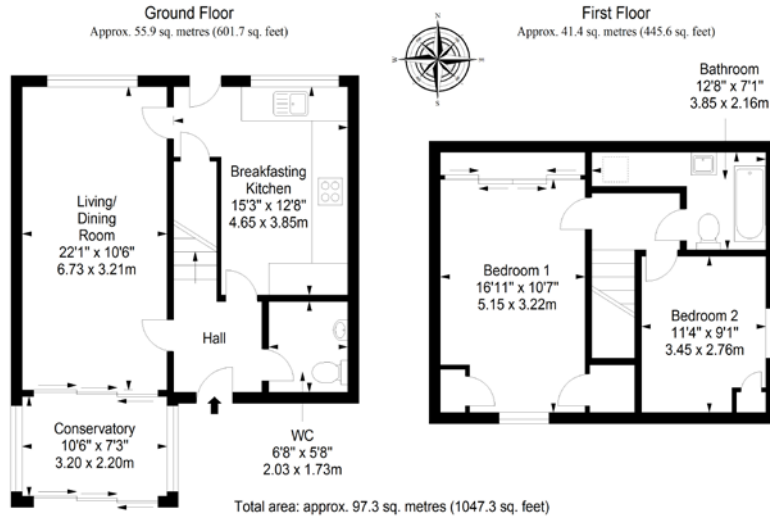 Ground Floor
Approx. 55.9 sq. metres (601.7 sq. feet)
First Floor
Approx. 41.4 sq. metres (445.6 sq. feet)
N
Bathroom
12'8" x 7'1"
3.85 x 2.16m
Living/
Dining
Room
22'1" x 10'6"
6.73 x 3.21m
Breakfasting
Kitchen
15'3" x 12'8"
4.65 x 3.85m
Hall
Bedroom 1
16'11" x 10'7"
5.15 x 3.22m
Bedroom 2
11'4" x 9'1"
3.45 x 2.76m
Conservatory
10'6" x 7'3"
3.20 x 2.20m
WC
6'8" x 5'8"
2.03 x 1.73m
Total area: approx. 97.3 sq. metres (1047.3 sq. feet)